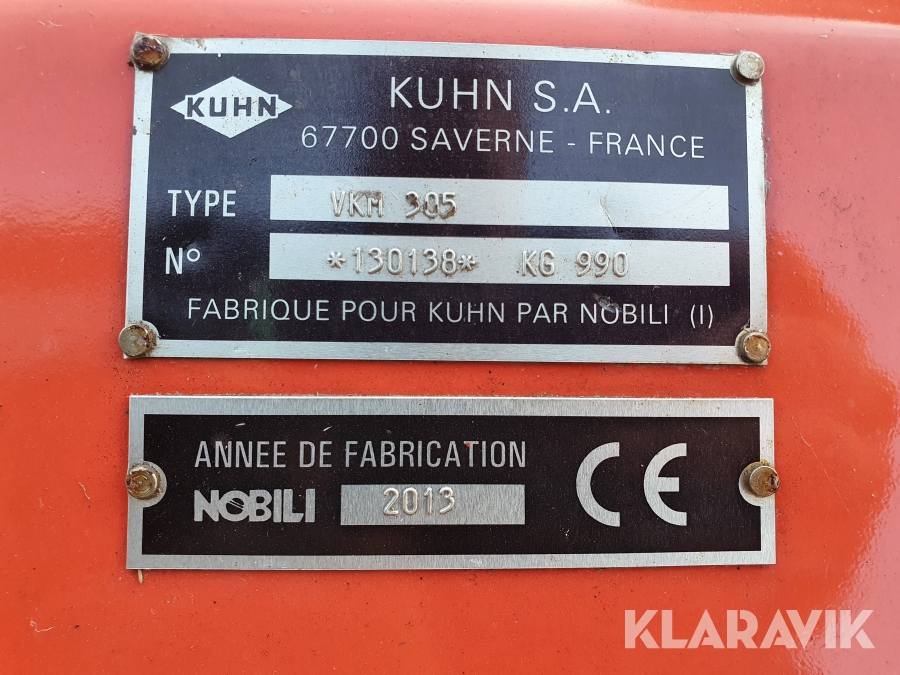 KUHN
KUHN S.A.
67700 SAVERNE - FRANCE
TYPE VKM 305
N° *130138* KG 990
FABRIQUE POUR KUHN PAR NOBILI (I)
ANNEE DE FABRICATION
NOBILI 2013
CE
KLARAVIK